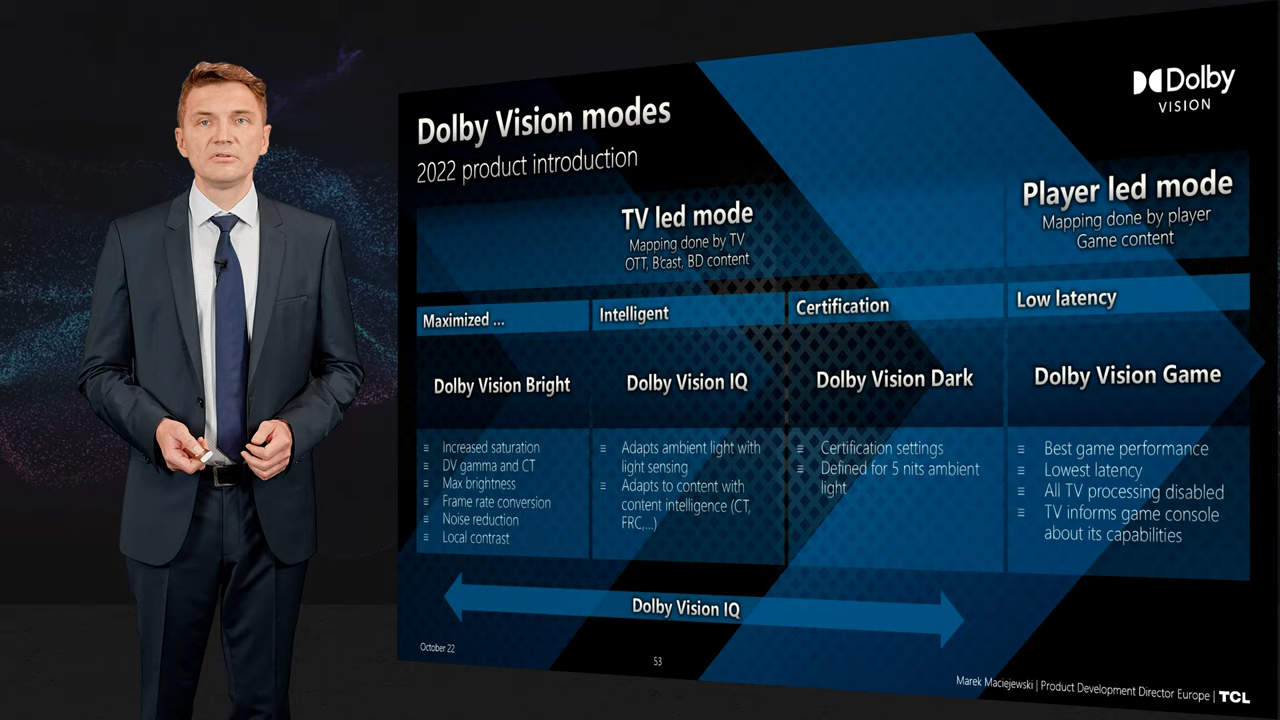 Dolby
VISION
Dolby Vision modes
2022 product introduction
TV led mode
Mapping done by TV
OTT, B'cast, BD content
Player led mode
Mapping done by player
Game content
Maximized ...
Intelligent
Certification
Low latency
Dolby Vision Bright
Dolby Vision IQ
Dolby Vision Dark
Dolby Vision Game
Increased saturation
DV gamma and CT
Max brightness
Frame rate conversion
Noise reduction
Local contrast
Adapts ambient light with
light sensing
Adapts to content with
content intelligence (CT,
FRC,...)
Certification settings
Defined for 5 nits ambient
light
Best game performance
Lowest latency
All TV processing disabled
TV informs game console
about its capabilities
Dolby Vision IQ
October 22
53
Marek Maciejewski | Product Development Director Europe | TCL